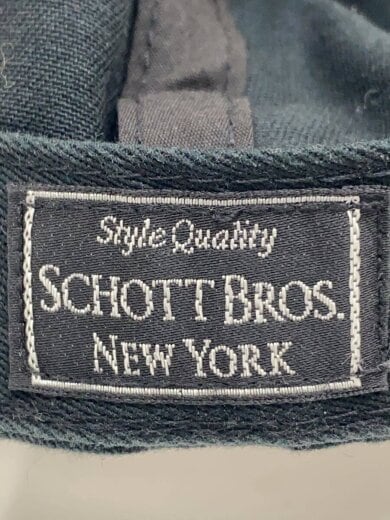 Style Quality
SCHOTT BROS.
NEW YORK